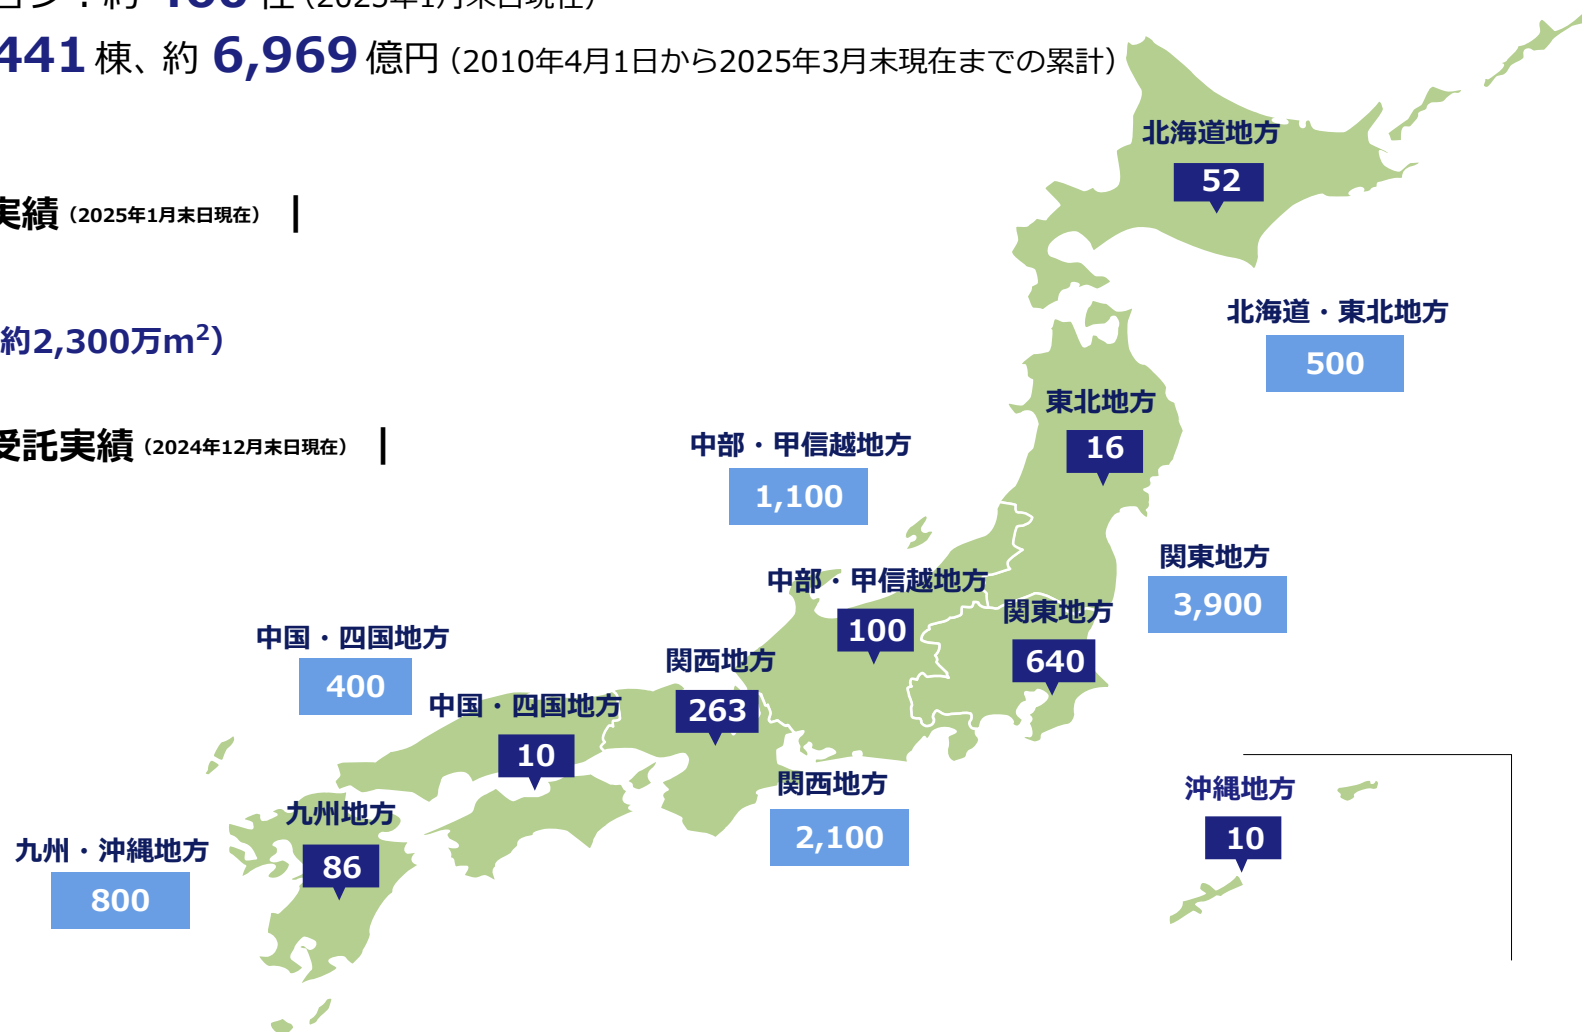 441 棟、約 6,969 億円（2010年4月1日から2025年3月末現在までの累計）
実績（2025年1月末日現在）
約2,300万m²）
受託実績（2024年12月末日現在）
北海道地方
52
北海道・東北地方
500
東北地方
16
中部・甲信越地方
1,100
関東地方
3,900
中部・甲信越地方
100
関東地方
640
中国・四国地方
400
関西地方
263
中国・四国地方
10
関西地方
2,100
沖縄地方
10
九州地方
86
九州・沖縄地方
800